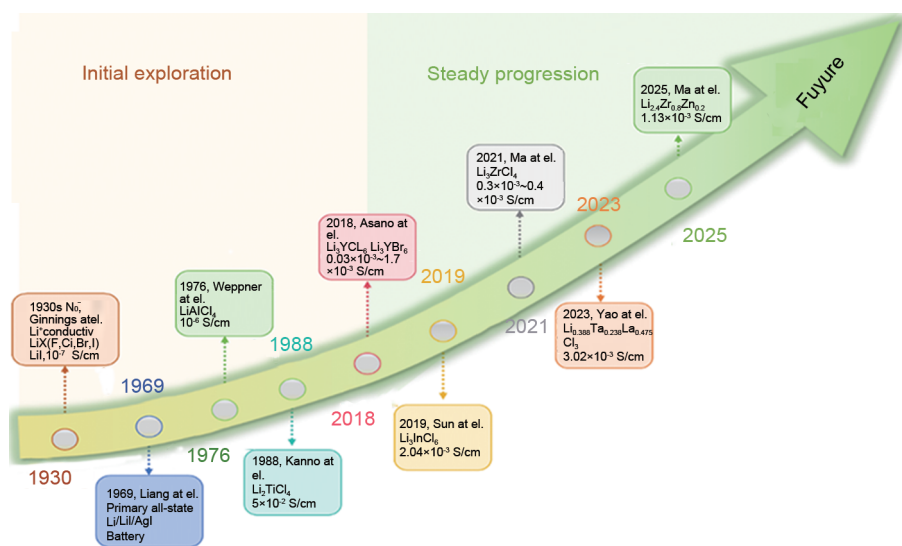 Initial exploration
Steady progression
Fuyure
1930s N₀⁻
Ginnings atel.
Li⁺conductiv
LiX(F,Ci,Br,I)
LiI,10⁻⁷ S/cm
1930
1969
1969, Liang at el.
Primary all-state
Li/LiI/AgI
Battery
1976, Weppner
at el.
LiAlCl₄
10⁻⁶ S/cm
1976
1988
1988, Kanno at
el.
Li₂TiCl₄
5×10⁻² S/cm
2018, Asano at
el.
Li₃YCL₆ Li₃YBr₆
0.03×10⁻³~1.7
×10⁻³ S/cm
2018
2019
2019, Sun at el.
Li₃InCl₆
2.04×10⁻³ S/cm
2021, Ma at el.
Li₃ZrCl₄
0.3×10⁻³~0.4
×10⁻³ S/cm
2021
2023
2023, Yao at el.
Li₀.₃₈₈Ta₀.₂₃₈La₀.₄₇₅
Cl₃
3.02×10⁻³ S/cm
2025, Ma at el.
Li₂.₄Zr₀.₈Zn₀.₂
1.13×10⁻³ S/cm
2025